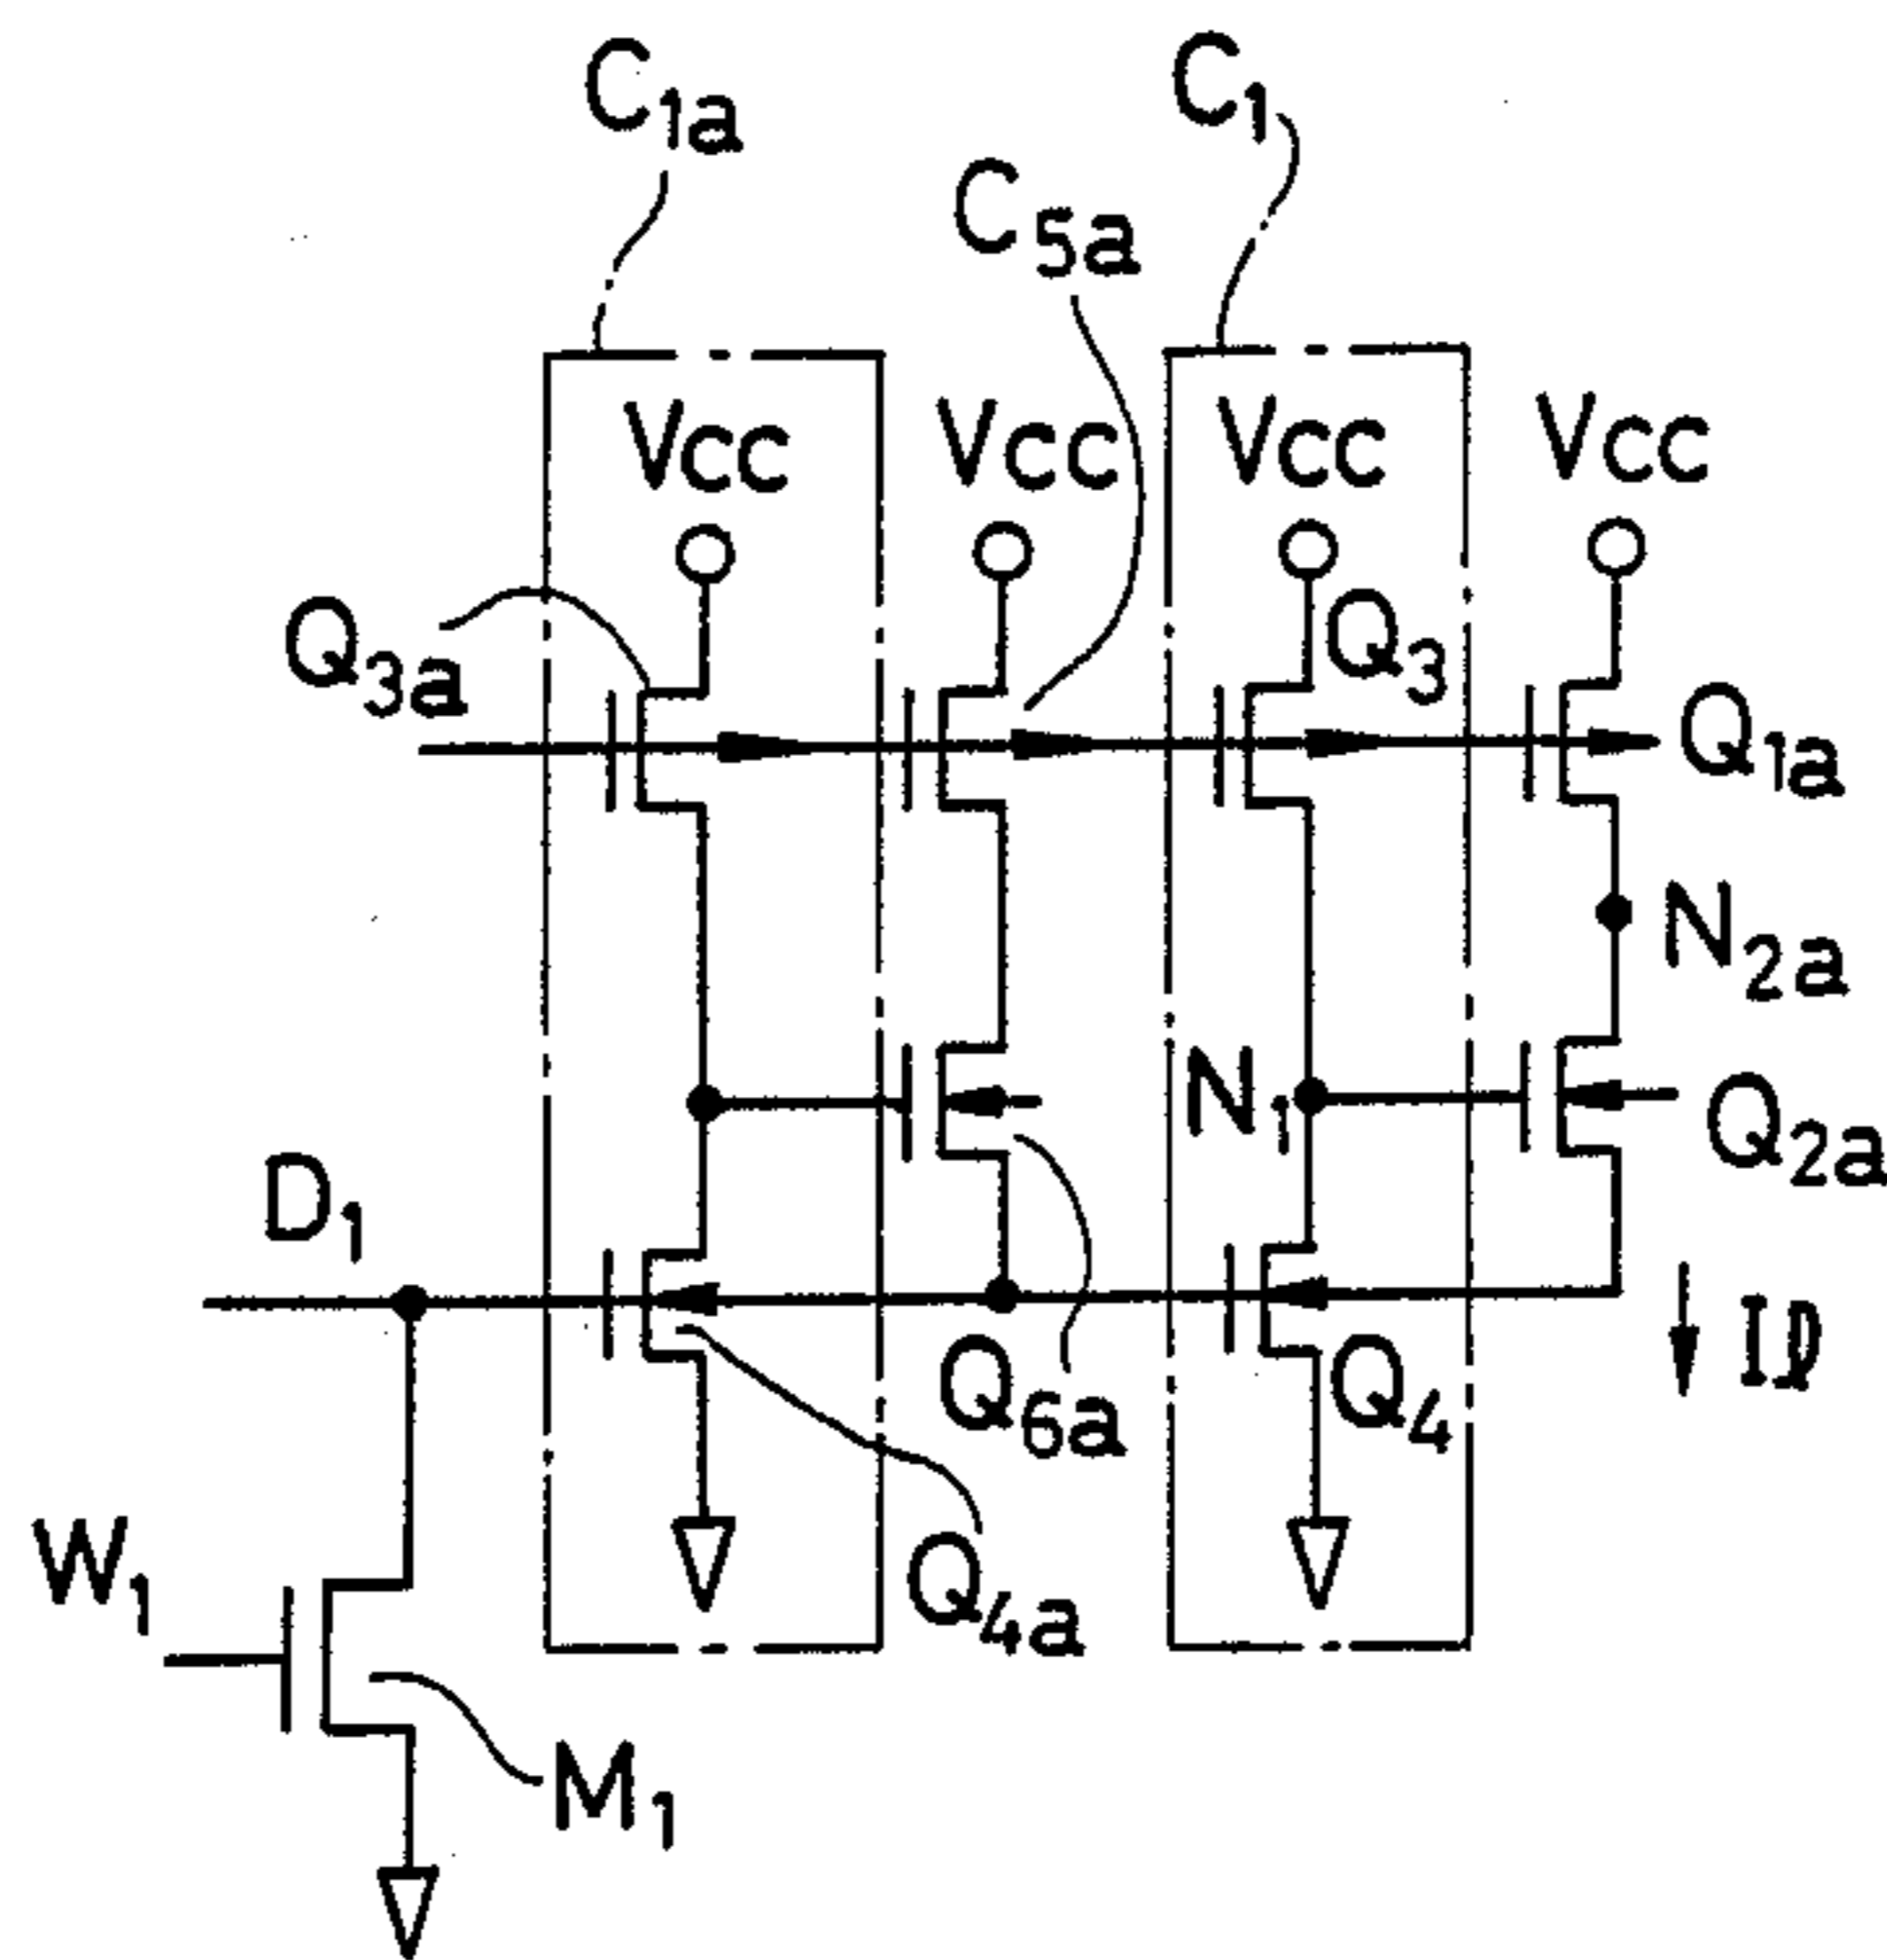 C1a
C1
C5a
Vcc Vcc Vcc Vcc
Q3a
Q3
Q1a
N2a
N1
Q2a
D1
Il
Q6a
Q4
W1
Q4a
M1